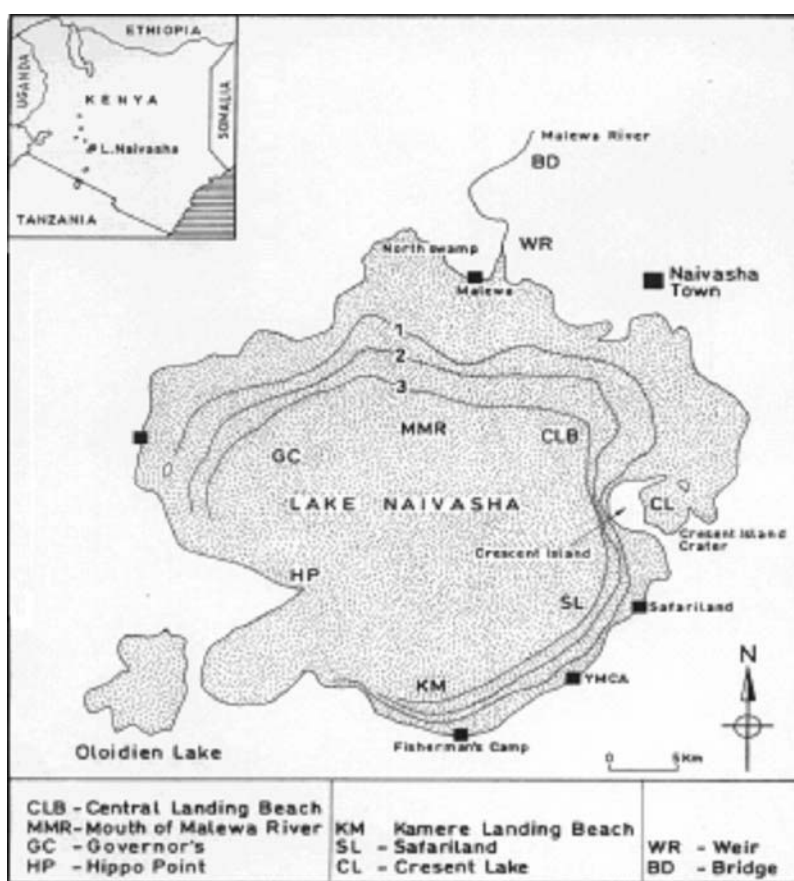 ETHIOPIA
UGANDA
KENYA
SOMALIA
L.Naivasha
TANZANIA
Malewa River
BD
WR
North swamp
Malewa
Naivasha
Town
1
2
3
MMR
CLB
GC
LAKE NAIVASHA
CL
Cresent Island
Crater
Crescent Island
HP
SL
Safariland
N
KM
YMCA
Oloidien Lake
Fisherman's Camp
0 5Km
CLB - Central Landing Beach
MMR-Mouth of Malewa River
GC - Governor's
HP - Hippo Point
KM Kamere Landing Beach
SL - Safariland
CL - Cresent Lake
WR - Weir
BD - Bridge